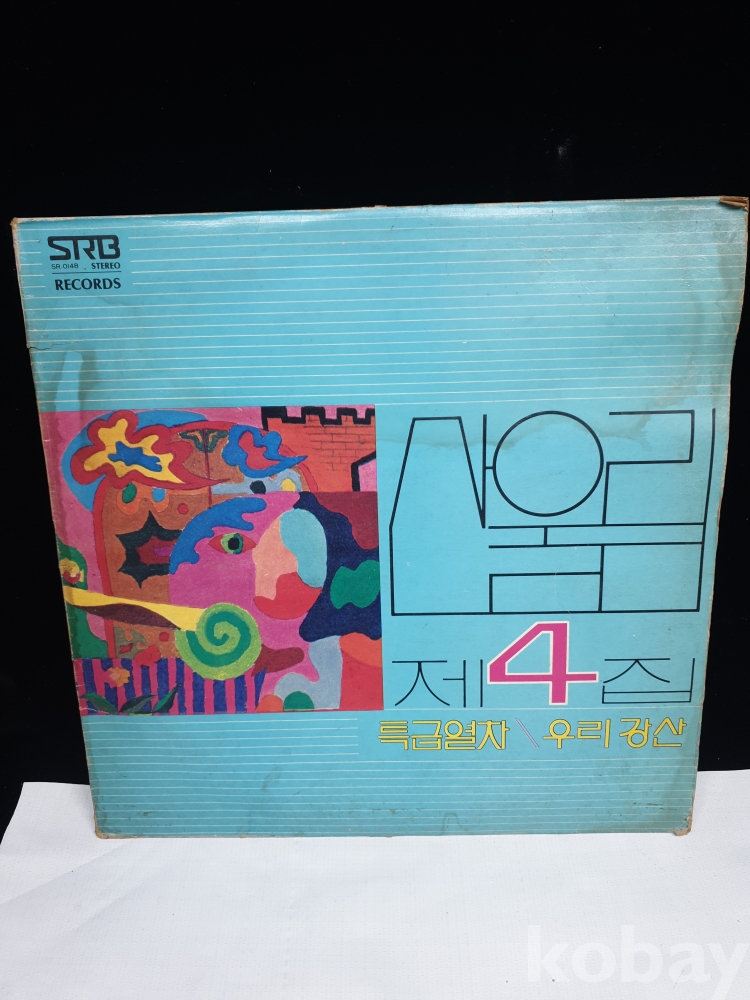 SRB
SR-0148 STEREO
RECORDS
산울림
제4집
특급열차 \ 우리 강산
kobay